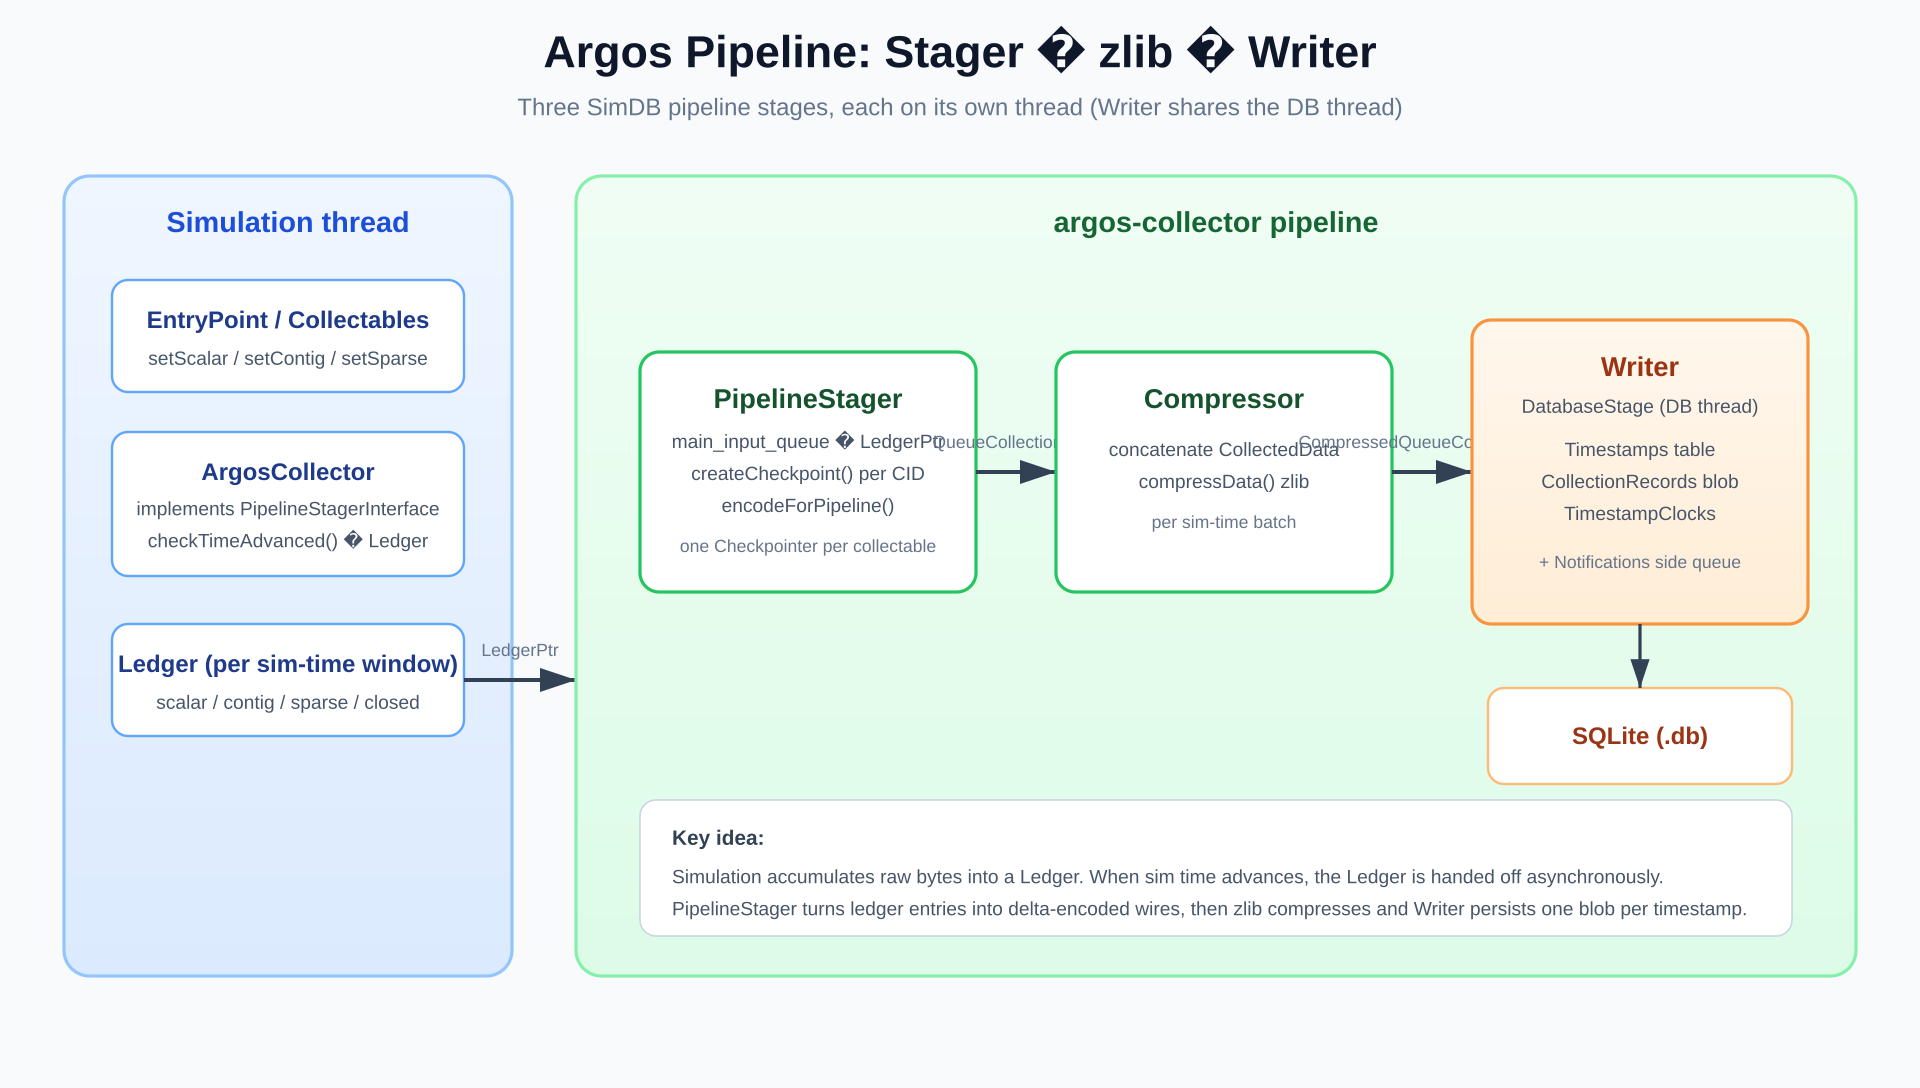 Argos Pipeline: Stager � zlib � Writer
Three SimDB pipeline stages, each on its own thread (Writer shares the DB thread)
Simulation thread
EntryPoint / Collectables
setScalar / setContig / setSparse
ArgosCollector
implements PipelineStagerInterface
checkTimeAdvanced() � Ledger
Ledger (per sim-time window)
scalar / contig / sparse / closed
LedgerPtr
argos-collector pipeline
PipelineStager
main_input_queue � LedgerPtr
createCheckpoint() per CID
encodeForPipeline()
one Checkpointer per collectable
QueueCollection
Compressor
concatenate CollectedData
compressData() zlib
per sim-time batch
CompressedQueueCo
Writer
DatabaseStage (DB thread)
Timestamps table
CollectionRecords blob
TimestampClocks
+ Notifications side queue
SQLite (.db)
Key idea:
Simulation accumulates raw bytes into a Ledger. When sim time advances, the Ledger is handed off asynchronously.
PipelineStager turns ledger entries into delta-encoded wires, then zlib compresses and Writer persists one blob per timestamp.